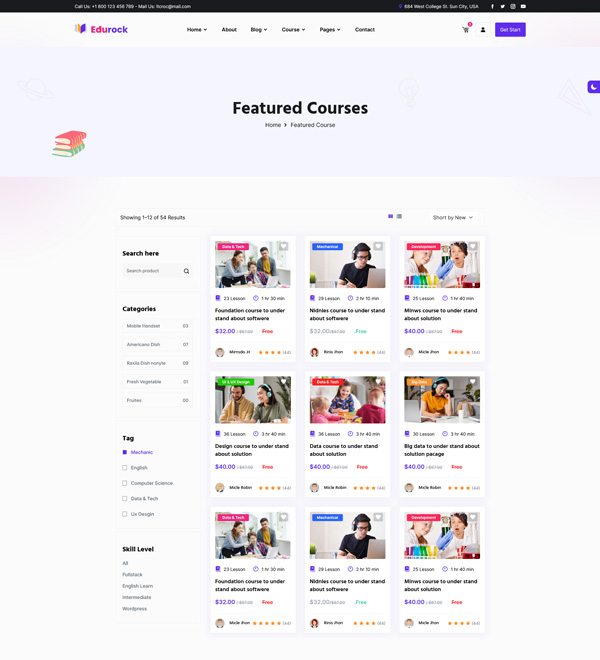 Call Us: +1 800 123 456 789 - Mail Us: Itcroc@mail.com
684 West College St. Sun City, USA
Edurock
Home About Blog Course Pages Contact
0
Get Start
Featured Courses
Home > Featured Course
Showing 1–12 of 54 Results
Short by New
Search here
Search product
Categories
Mobile Handset 03
Americano Dish 07
Raxila Dish nonyte 09
Fresh Vegetable 01
Fruites 00
Tag
Mechanic
English
Computer Science
Data & Tech
Ux Desgin
Skill Level
All
Fullstack
English Learn
Intermediate
Wordpress
Data & Tech
23 Lesson 1 hr 30 min
Foundation course to under
stand about softwere
$32.00 / $67.00 Free
Mirnsdo .H (44)
Mechanical
29 Lesson 2 hr 10 min
Nidnies course to under stand
about softwere
$32.00/$67.00 .Free
Rinis Jhon (44)
Development
25 Lesson 1 hr 40 min
Minws course to under stand
about solution
$40.00 / $67.00 Free
Micle Jhon (44)
Ui & UX Design
36 Lesson 3 hr 40 min
Design course to under stand
about solution
$40.00 / $67.00 Free
Micle Robin (44)
Data & Tech
30 Lesson 3 hr 40 min
Data course to under stand
about solution
$40.00 / $67.00 Free
Micle Robin (44)
Big Data
30 Lesson 3 hr 40 min
Big data to under stand about
solution pacage
$40.00 / $67.00 Free
Micle Robin (44)
Data & Tech
23 Lesson 1 hr 30 min
Foundation course to under
stand about softwere
$32.00 / $67.00 Free
Micle Jhon (44)
Mechanical
29 Lesson 2 hr 10 min
Nidnies course to under stand
about softwere
$32.00/$67.00 .Free
Rinis Jhon (44)
Development
25 Lesson 1 hr 40 min
Minws course to under stand
about solution
$40.00 / $67.00 Free
Micle Jhon (44)